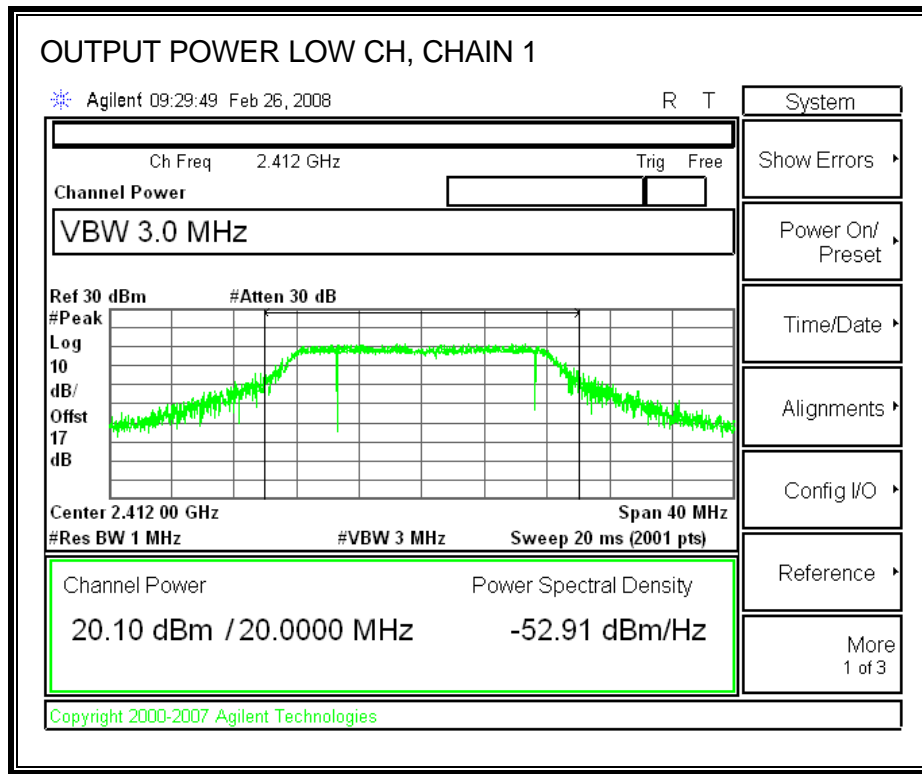 OUTPUT POWER LOW CH, CHAIN 1
Agilent 09:29:49 Feb 26, 2008 R T
System
Ch Freq 2.412 GHz Trig Free
Show Errors
Channel Power
VBW 3.0 MHz
Power On/
Preset
Ref 30 dBm #Atten 30 dB
#Peak
Log
10
dB/
Offst
17
dB
Time/Date
Alignments
Config I/O
Center 2.412 00 GHz Span 40 MHz
#Res BW 1 MHz #VBW 3 MHz Sweep 20 ms (2001 pts)
Channel Power Power Spectral Density
20.10 dBm / 20.0000 MHz -52.91 dBm/Hz
Reference
More
1 of 3
Copyright 2000-2007 Agilent Technologies